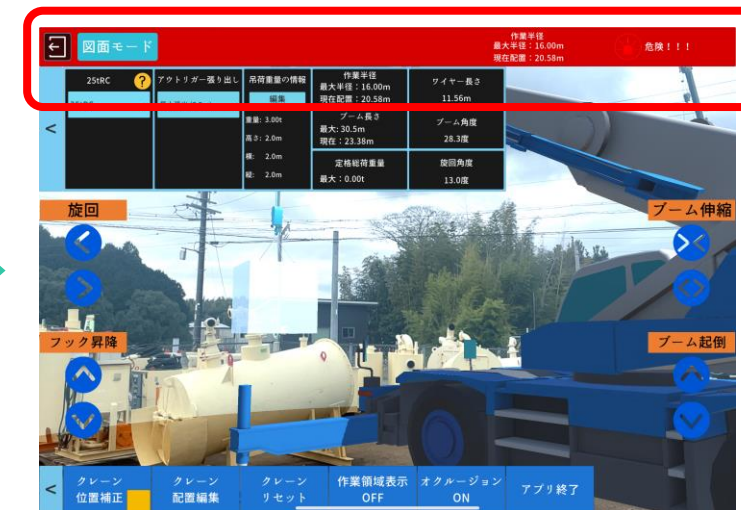 図面モード
作業半径
最大半径：16.00m
現在配置：20.58m
危険！！！
25tRC
?
アウトリガー張り出し
吊荷重量の情報
編集
重量: 3.00t
高さ: 2.0m
横: 2.0m
縦: 2.0m
作業半径
最大半径：16.00m
現在配置：20.58m
ワイヤー長さ
11.56m
ブーム長さ
最大: 30.5m
現在：23.38m
ブーム角度
28.3度
定格総荷重量
最大：0.00t
旋回角度
13.0度
<
旋回
ブーム伸縮
フック昇降
ブーム起倒
<
クレーン
位置補正
クレーン
配置編集
クレーン
リセット
作業領域表示
OFF
オクルージョン
ON
アプリ終了